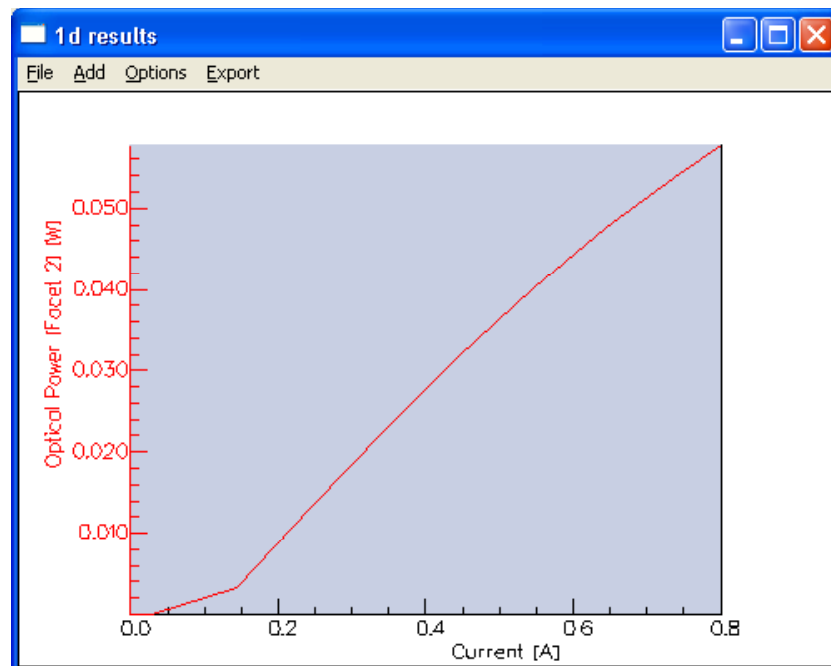 1d results
File Add Options Export
0.050
0.040
0.030
0.020
0.010
Optical Power [Facet 2] [W]
0.0 0.2 0.4 0.6 0.8
Current [A]